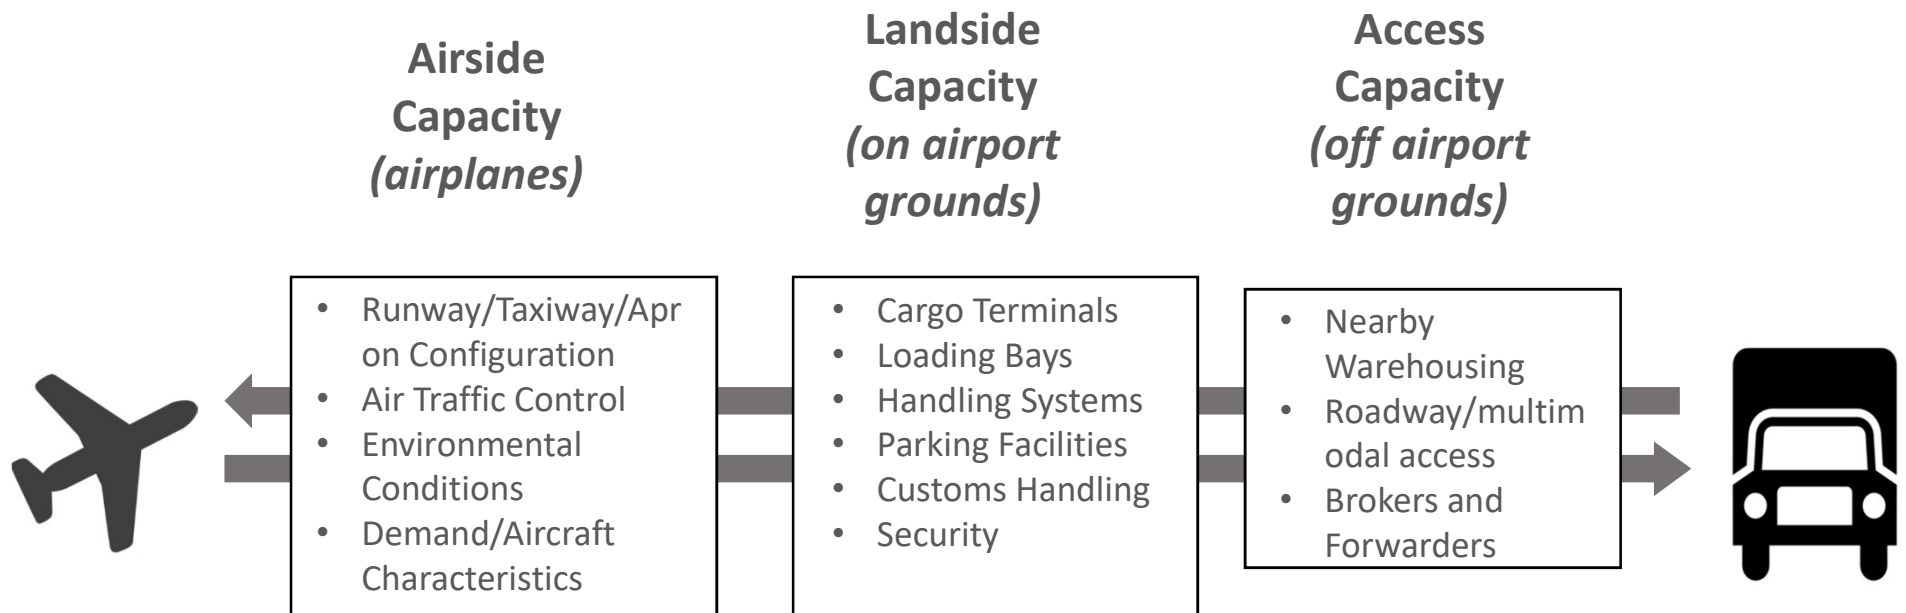 Airside
Capacity
(airplanes)
Landside
Capacity
(on airport
grounds)
Access
Capacity
(off airport
grounds)
• Runway/Taxiway/Apr
on Configuration
• Air Traffic Control
• Environmental
Conditions
• Demand/Aircraft
Characteristics
• Cargo Terminals
• Loading Bays
• Handling Systems
• Parking Facilities
• Customs Handling
• Security
• Nearby
Warehousing
• Roadway/multim
odal access
• Brokers and
Forwarders